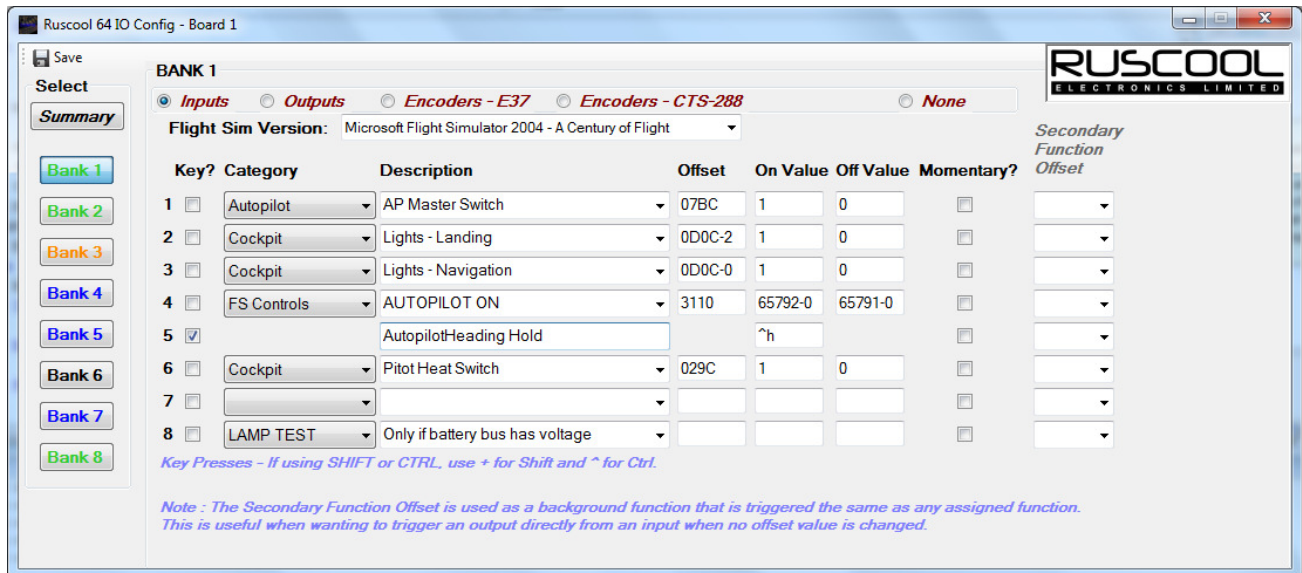 Ruscool 64 IO Config - Board 1
Save
RUSCOOL
ELECTRONICS LIMITED
Select
Summary
Bank 1
Bank 2
Bank 3
Bank 4
Bank 5
Bank 6
Bank 7
Bank 8
BANK 1
Inputs Outputs Encoders - E37 Encoders - CTS-288 None
Flight Sim Version: Microsoft Flight Simulator 2004 - A Century of Flight
Secondary
Function
Offset
Key? Category Description Offset On Value Off Value Momentary?
1 Autopilot AP Master Switch 07BC 1 0
2 Cockpit Lights - Landing 0D0C-2 1 0
3 Cockpit Lights - Navigation 0D0C-0 1 0
4 FS Controls AUTOPILOT ON 3110 65792-0 65791-0
5 AutopilotHeading Hold ^h
6 Cockpit Pitot Heat Switch 029C 1 0
7
8 LAMP TEST Only if battery bus has voltage
Key Presses - If using SHIFT or CTRL, use + for Shift and ^ for Ctrl.
Note : The Secondary Function Offset is used as a background function that is triggered the same as any assigned function.
This is useful when wanting to trigger an output directly from an input when no offset value is changed.